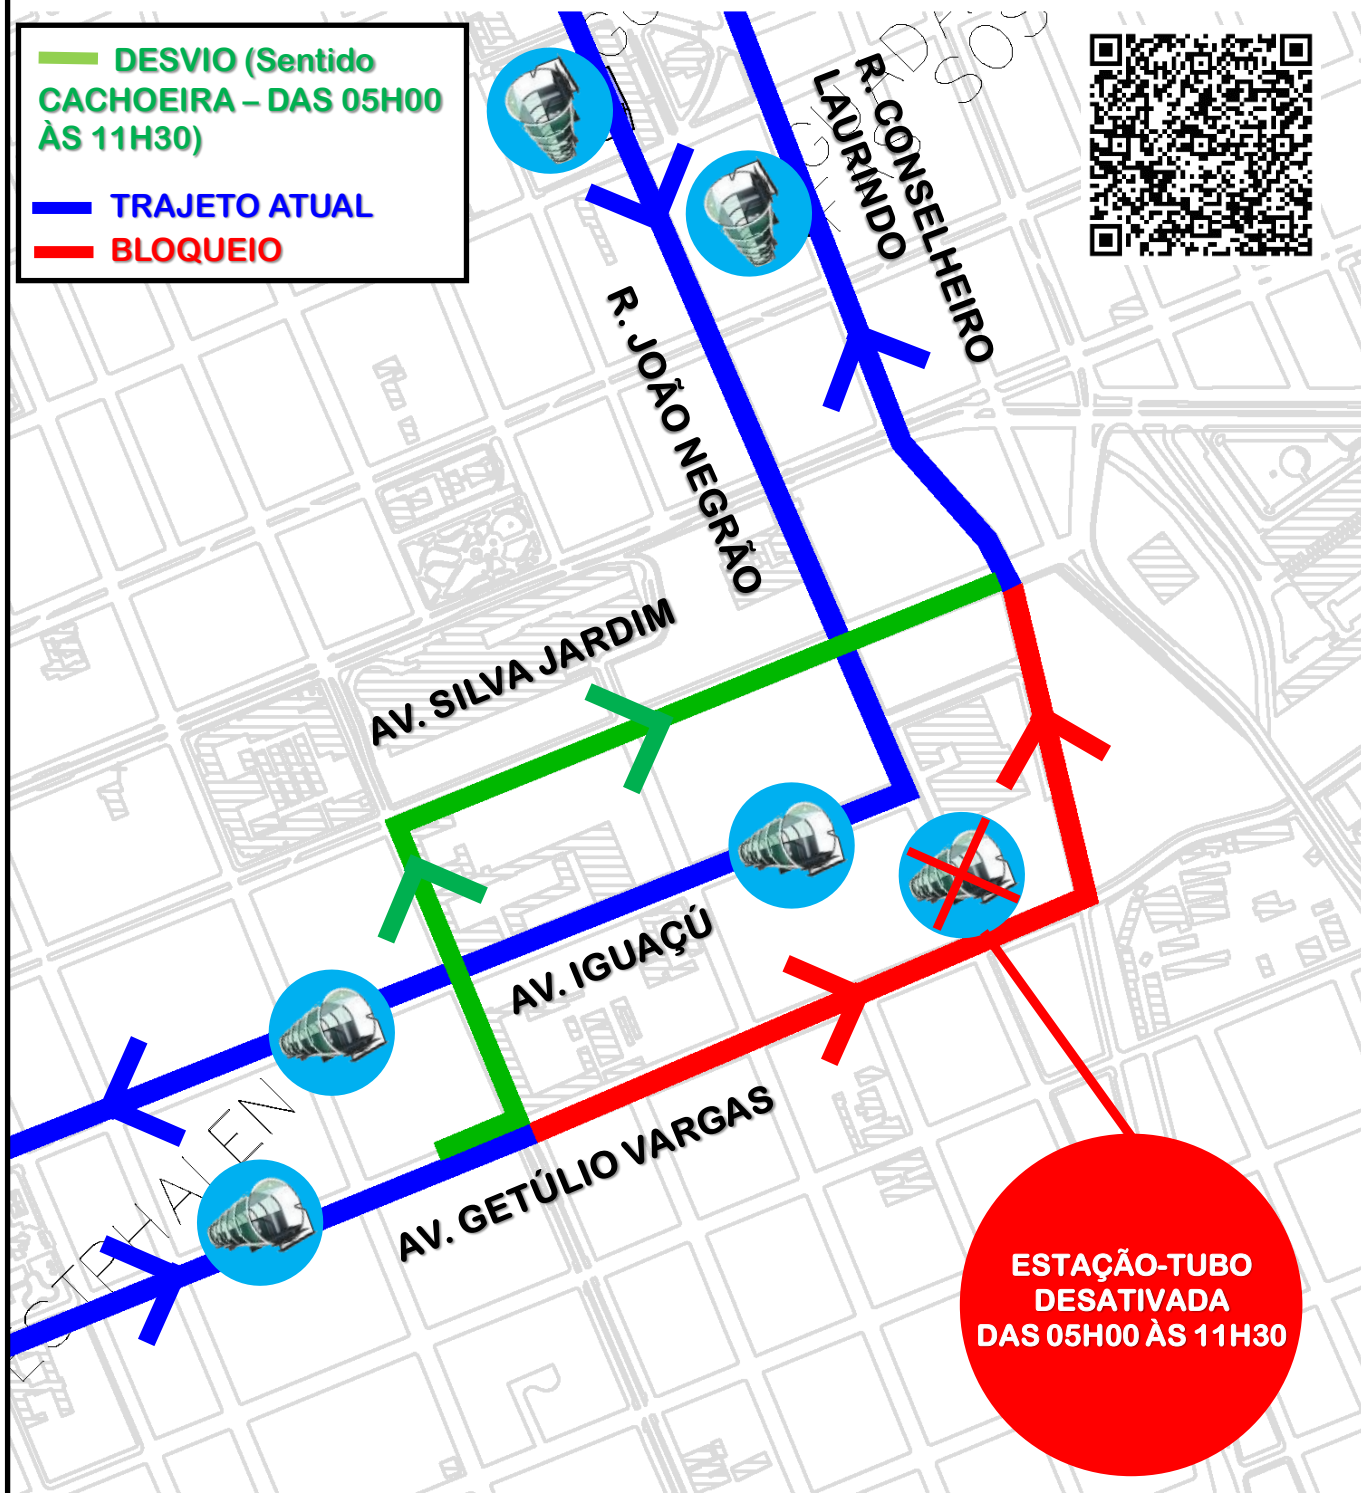 DESVIO (Sentido
CACHOEIRA – DAS 05H00
ÀS 11H30)
TRAJETO ATUAL
BLOQUEIO
R. CONSELHEIRO
LAURINDO
R. JOÃO NEGRÃO
AV. SILVA JARDIM
AV. IGUAÇÚ
AV. GETÚLIO VARGAS
ESTAÇÃO-TUBO
DESATIVADA
DAS 05H00 ÀS 11H30